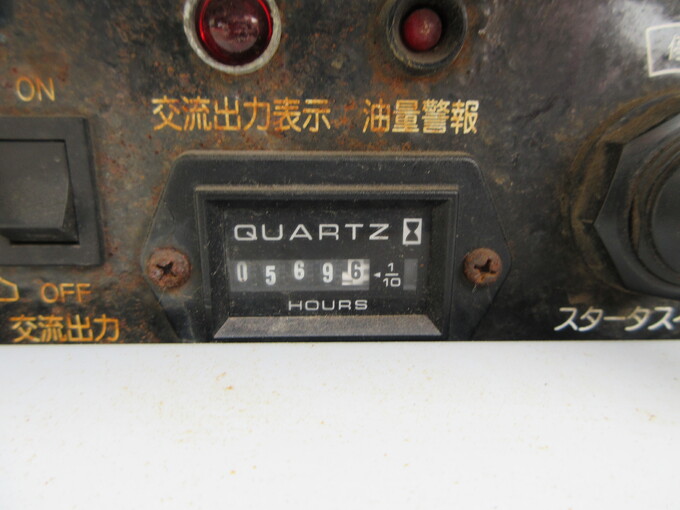 ON
交流出力表示 油量警報
QUARTZ
05696 1/10
HOURS
OFF
交流出力
スタータスイ